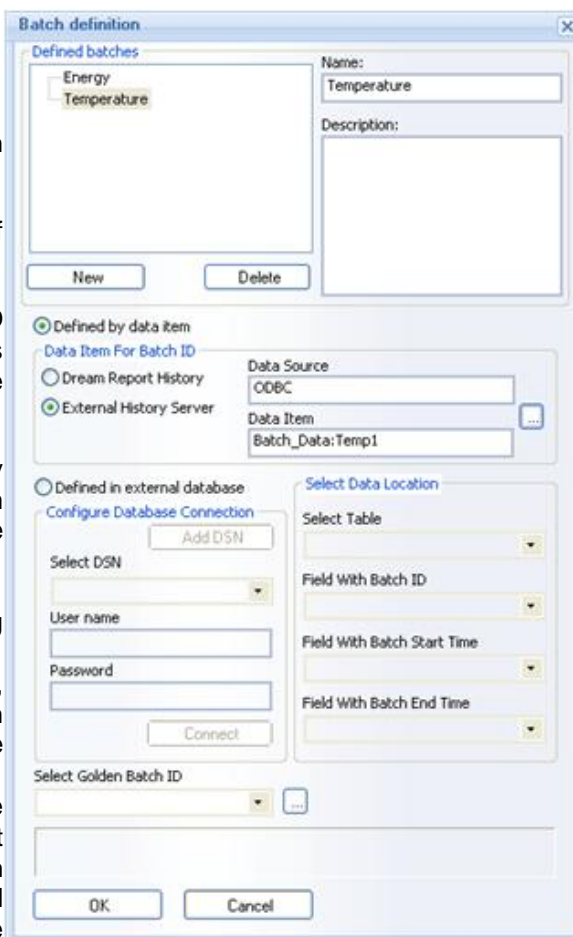 Batch definition
Defined batches
Energy
Temperature
Name:
Temperature
Description:
New
Delete
Defined by data item
Data Item For Batch ID
Dream Report History
External History Server
Data Source
ODBC
Data Item
Batch_Data:Temp1
...
Defined in external database
Configure Database Connection
Add DSN
Select DSN
User name
Password
Connect
Select Data Location
Select Table
Field With Batch ID
Field With Batch Start Time
Field With Batch End Time
Select Golden Batch ID
...
OK
Cancel